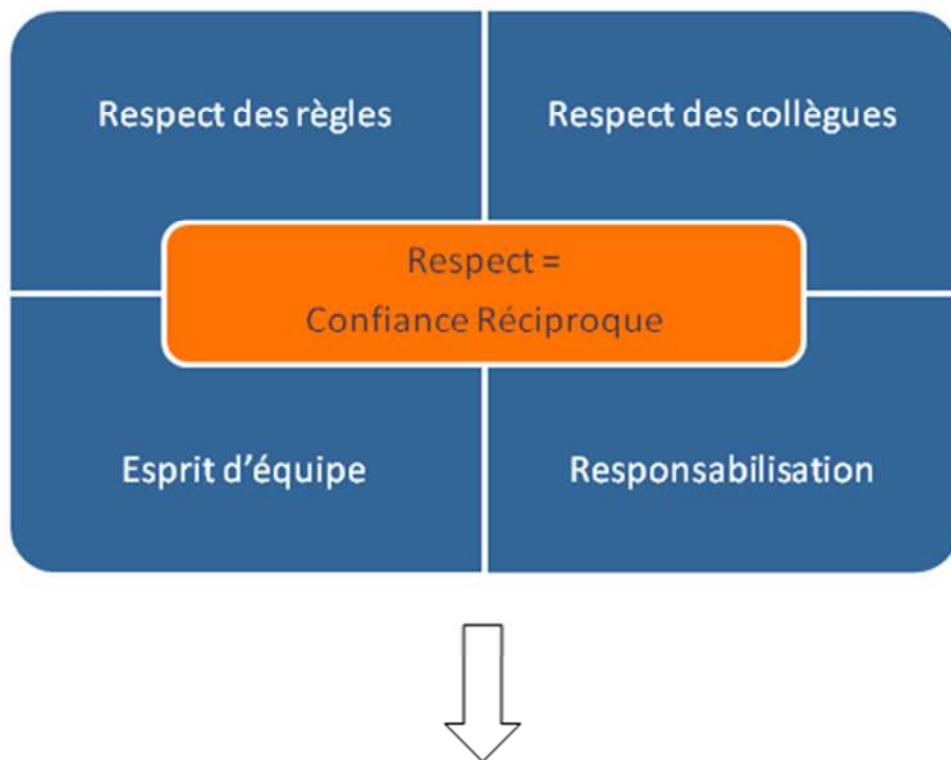 Respect des règles
Respect des collègues
Respect =
Confiance Réciproque
Esprit d’équipe
Responsabilisation